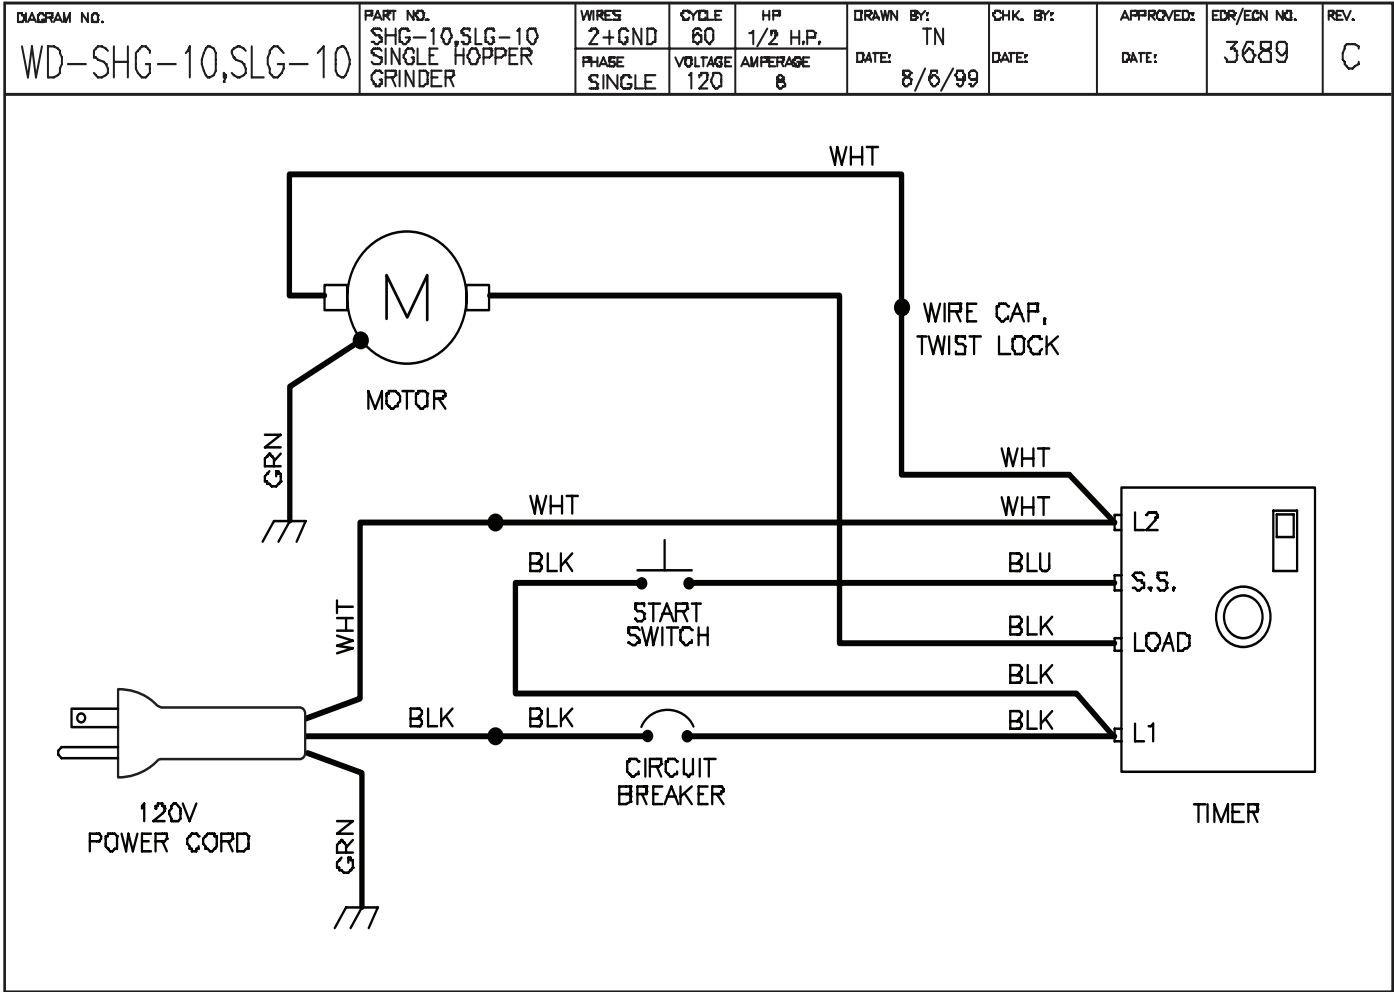 DIAGRAM NO.
WD-SHG-10,SLG-10
PART NO.
SHG-10,SLG-10
SINGLE HOPPER
GRINDER
WIRES
2+GND
PHASE
SINGLE
CYCLE
60
VOLTAGE
120
HP
1/2 H.P.
AMPERAGE
8
DRAWN BY:
TN
DATE:
8/6/99
CHK. BY:
DATE:
APPROVED:
DATE:
EDR/ECN NO.
3689
REV.
C
WHT
M
MOTOR
WIRE CAP,
TWIST LOCK
GRN
WHT
WHT
WHT
L2
BLK
BLU
S.S.
START
SWITCH
WHT
BLK
LOAD
BLK
BLK
BLK
BLK
L1
CIRCUIT
BREAKER
120V
POWER CORD
GRN
TIMER